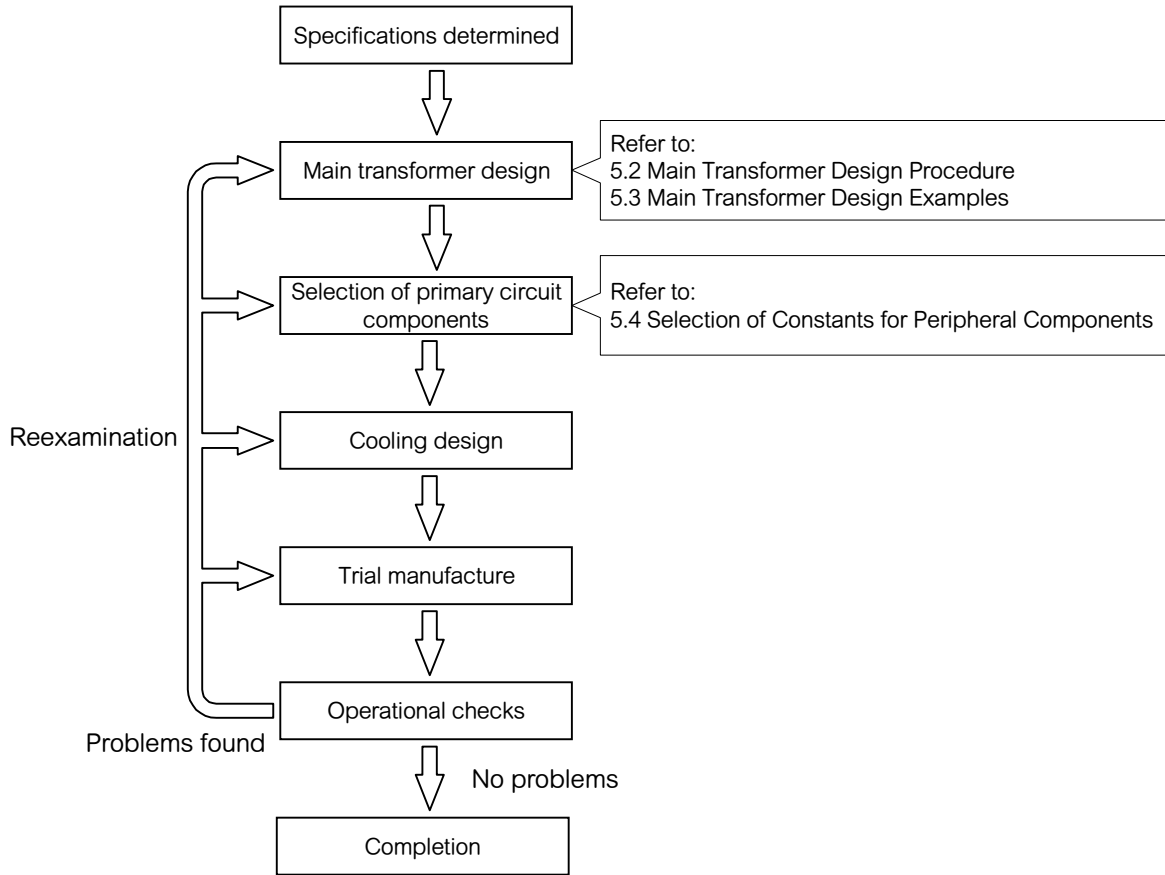 Specifications determined
Main transformer design
Refer to:
5.2 Main Transformer Design Procedure
5.3 Main Transformer Design Examples
Selection of primary circuit
components
Refer to:
5.4 Selection of Constants for Peripheral Components
Reexamination
Cooling design
Trial manufacture
Operational checks
Problems found
No problems
Completion